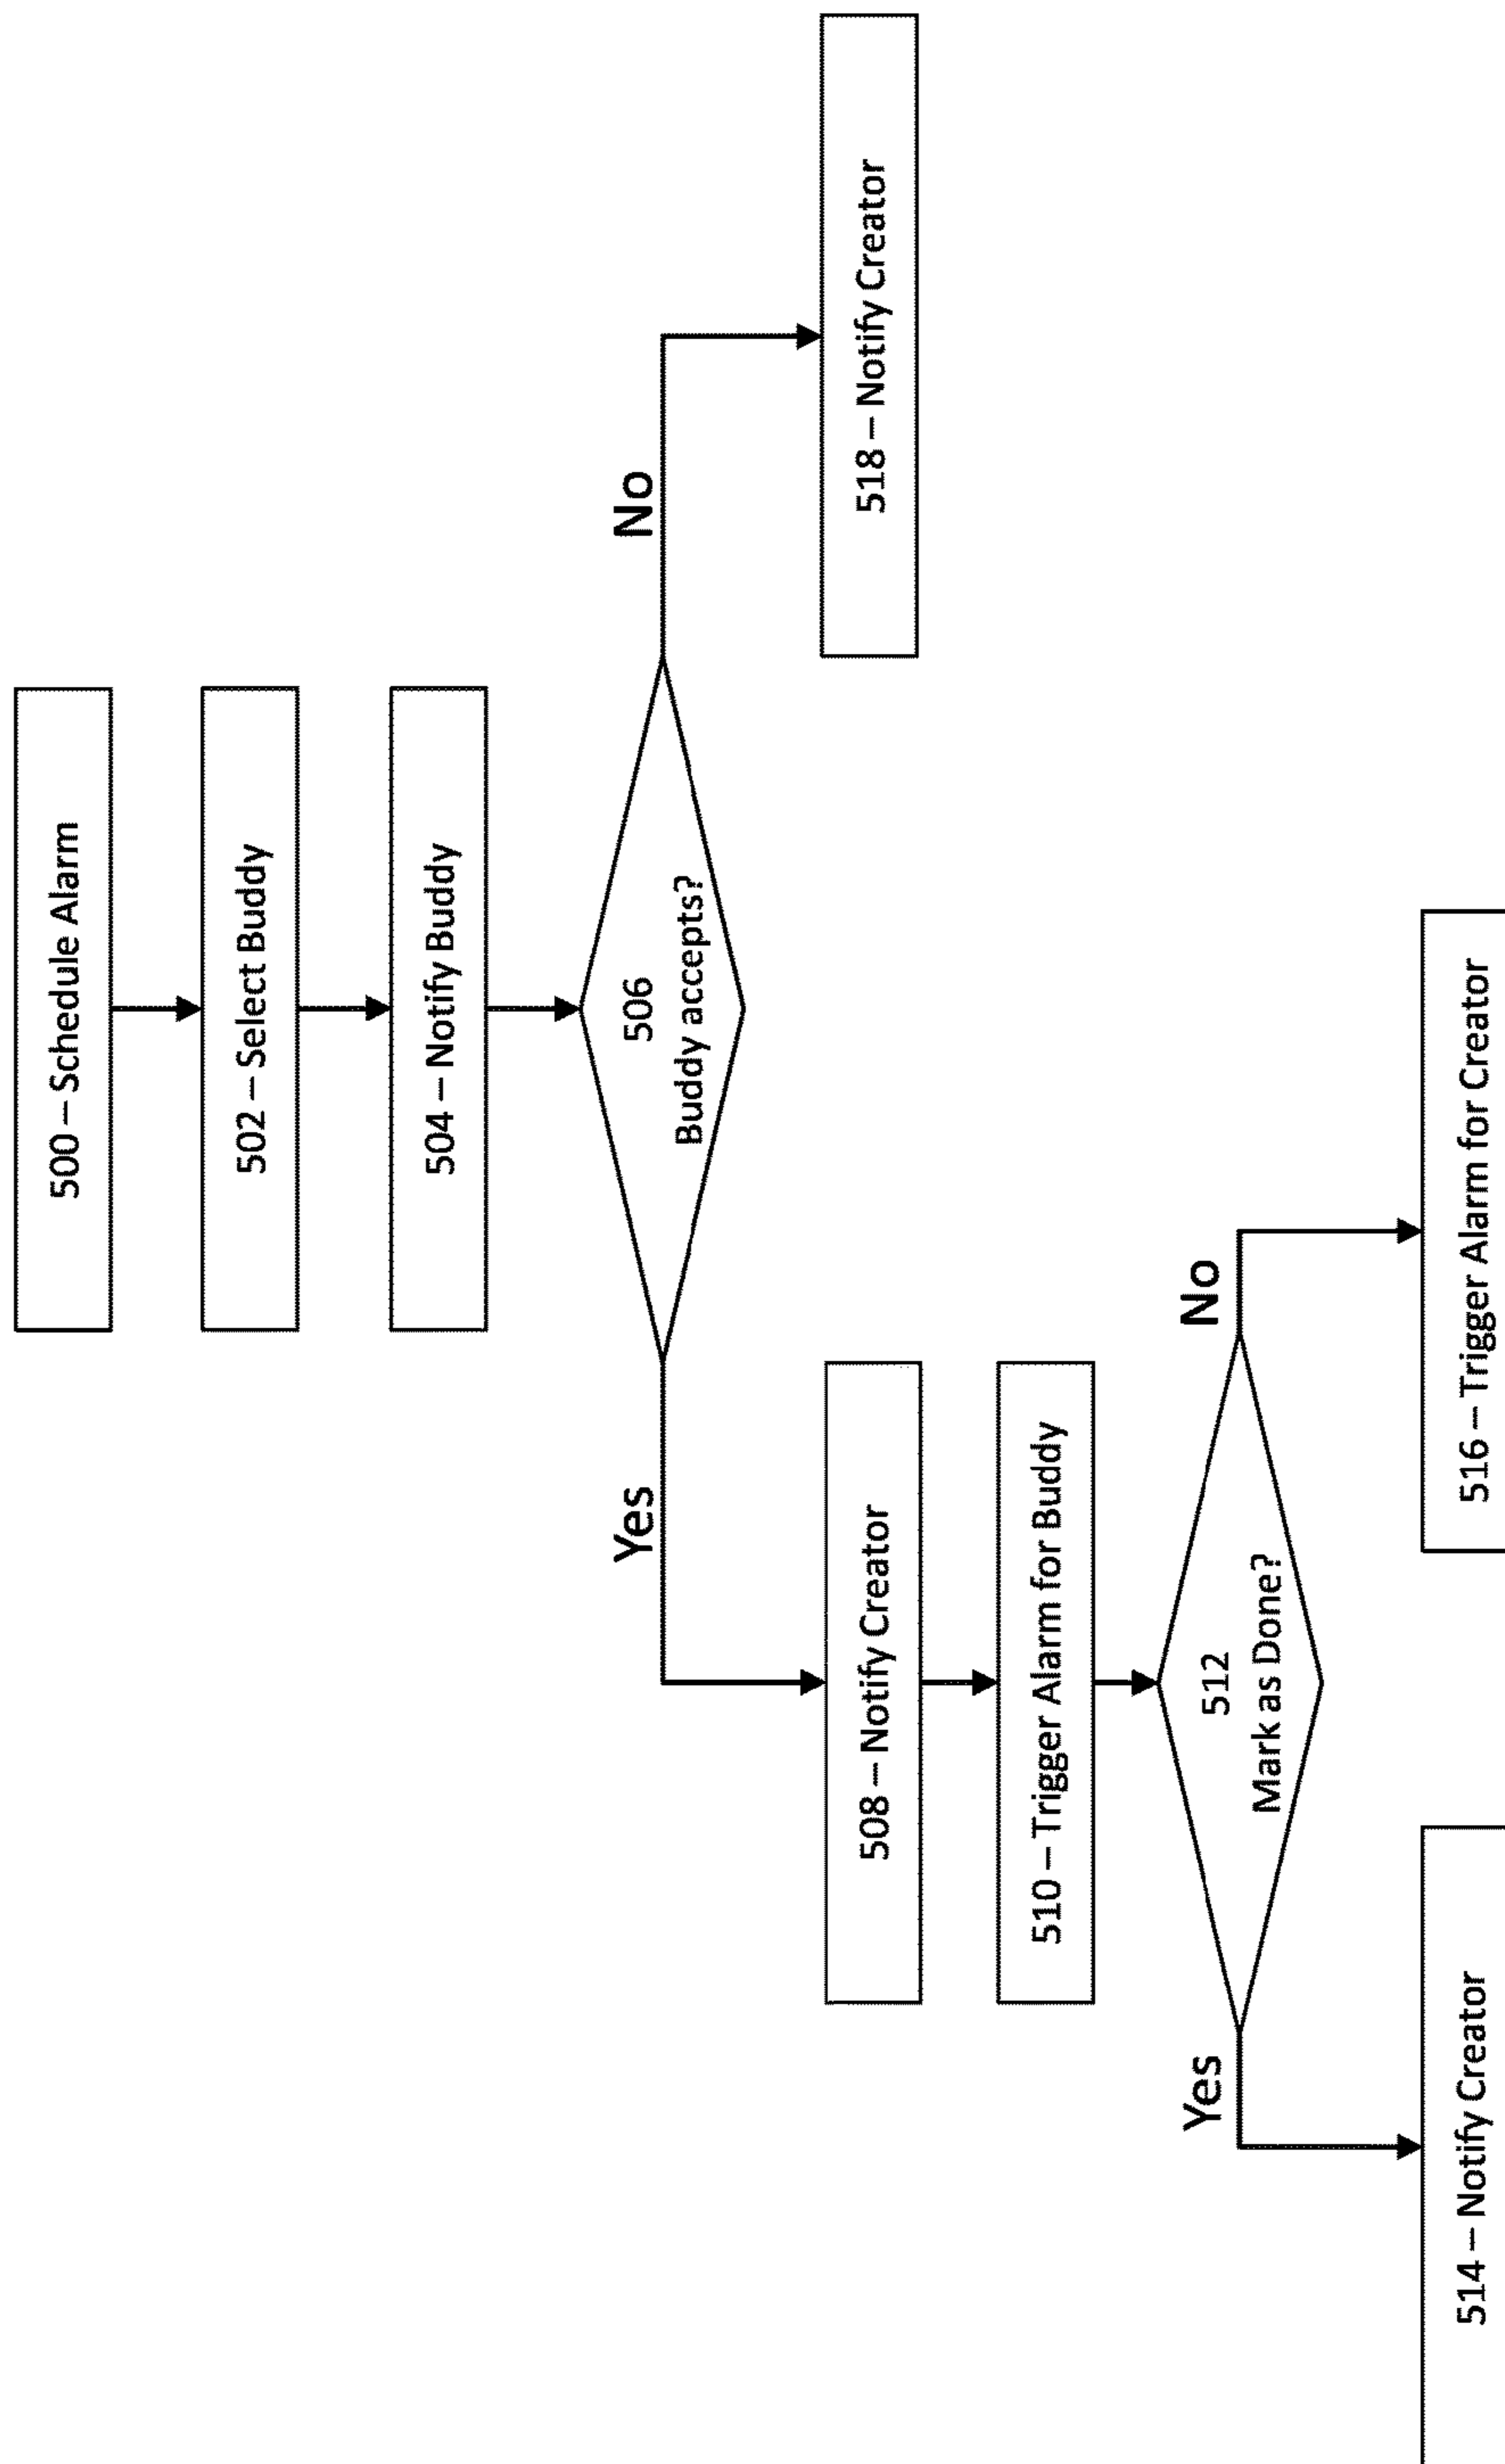 500 – Schedule Alarm
502 – Select Buddy
504 – Notify Buddy
506
Buddy accepts?
Yes
No
508 – Notify Creator
518 – Notify Creator
510 – Trigger Alarm for Buddy
512
Mark as Done?
Yes
No
514 – Notify Creator
516 – Trigger Alarm for Creator